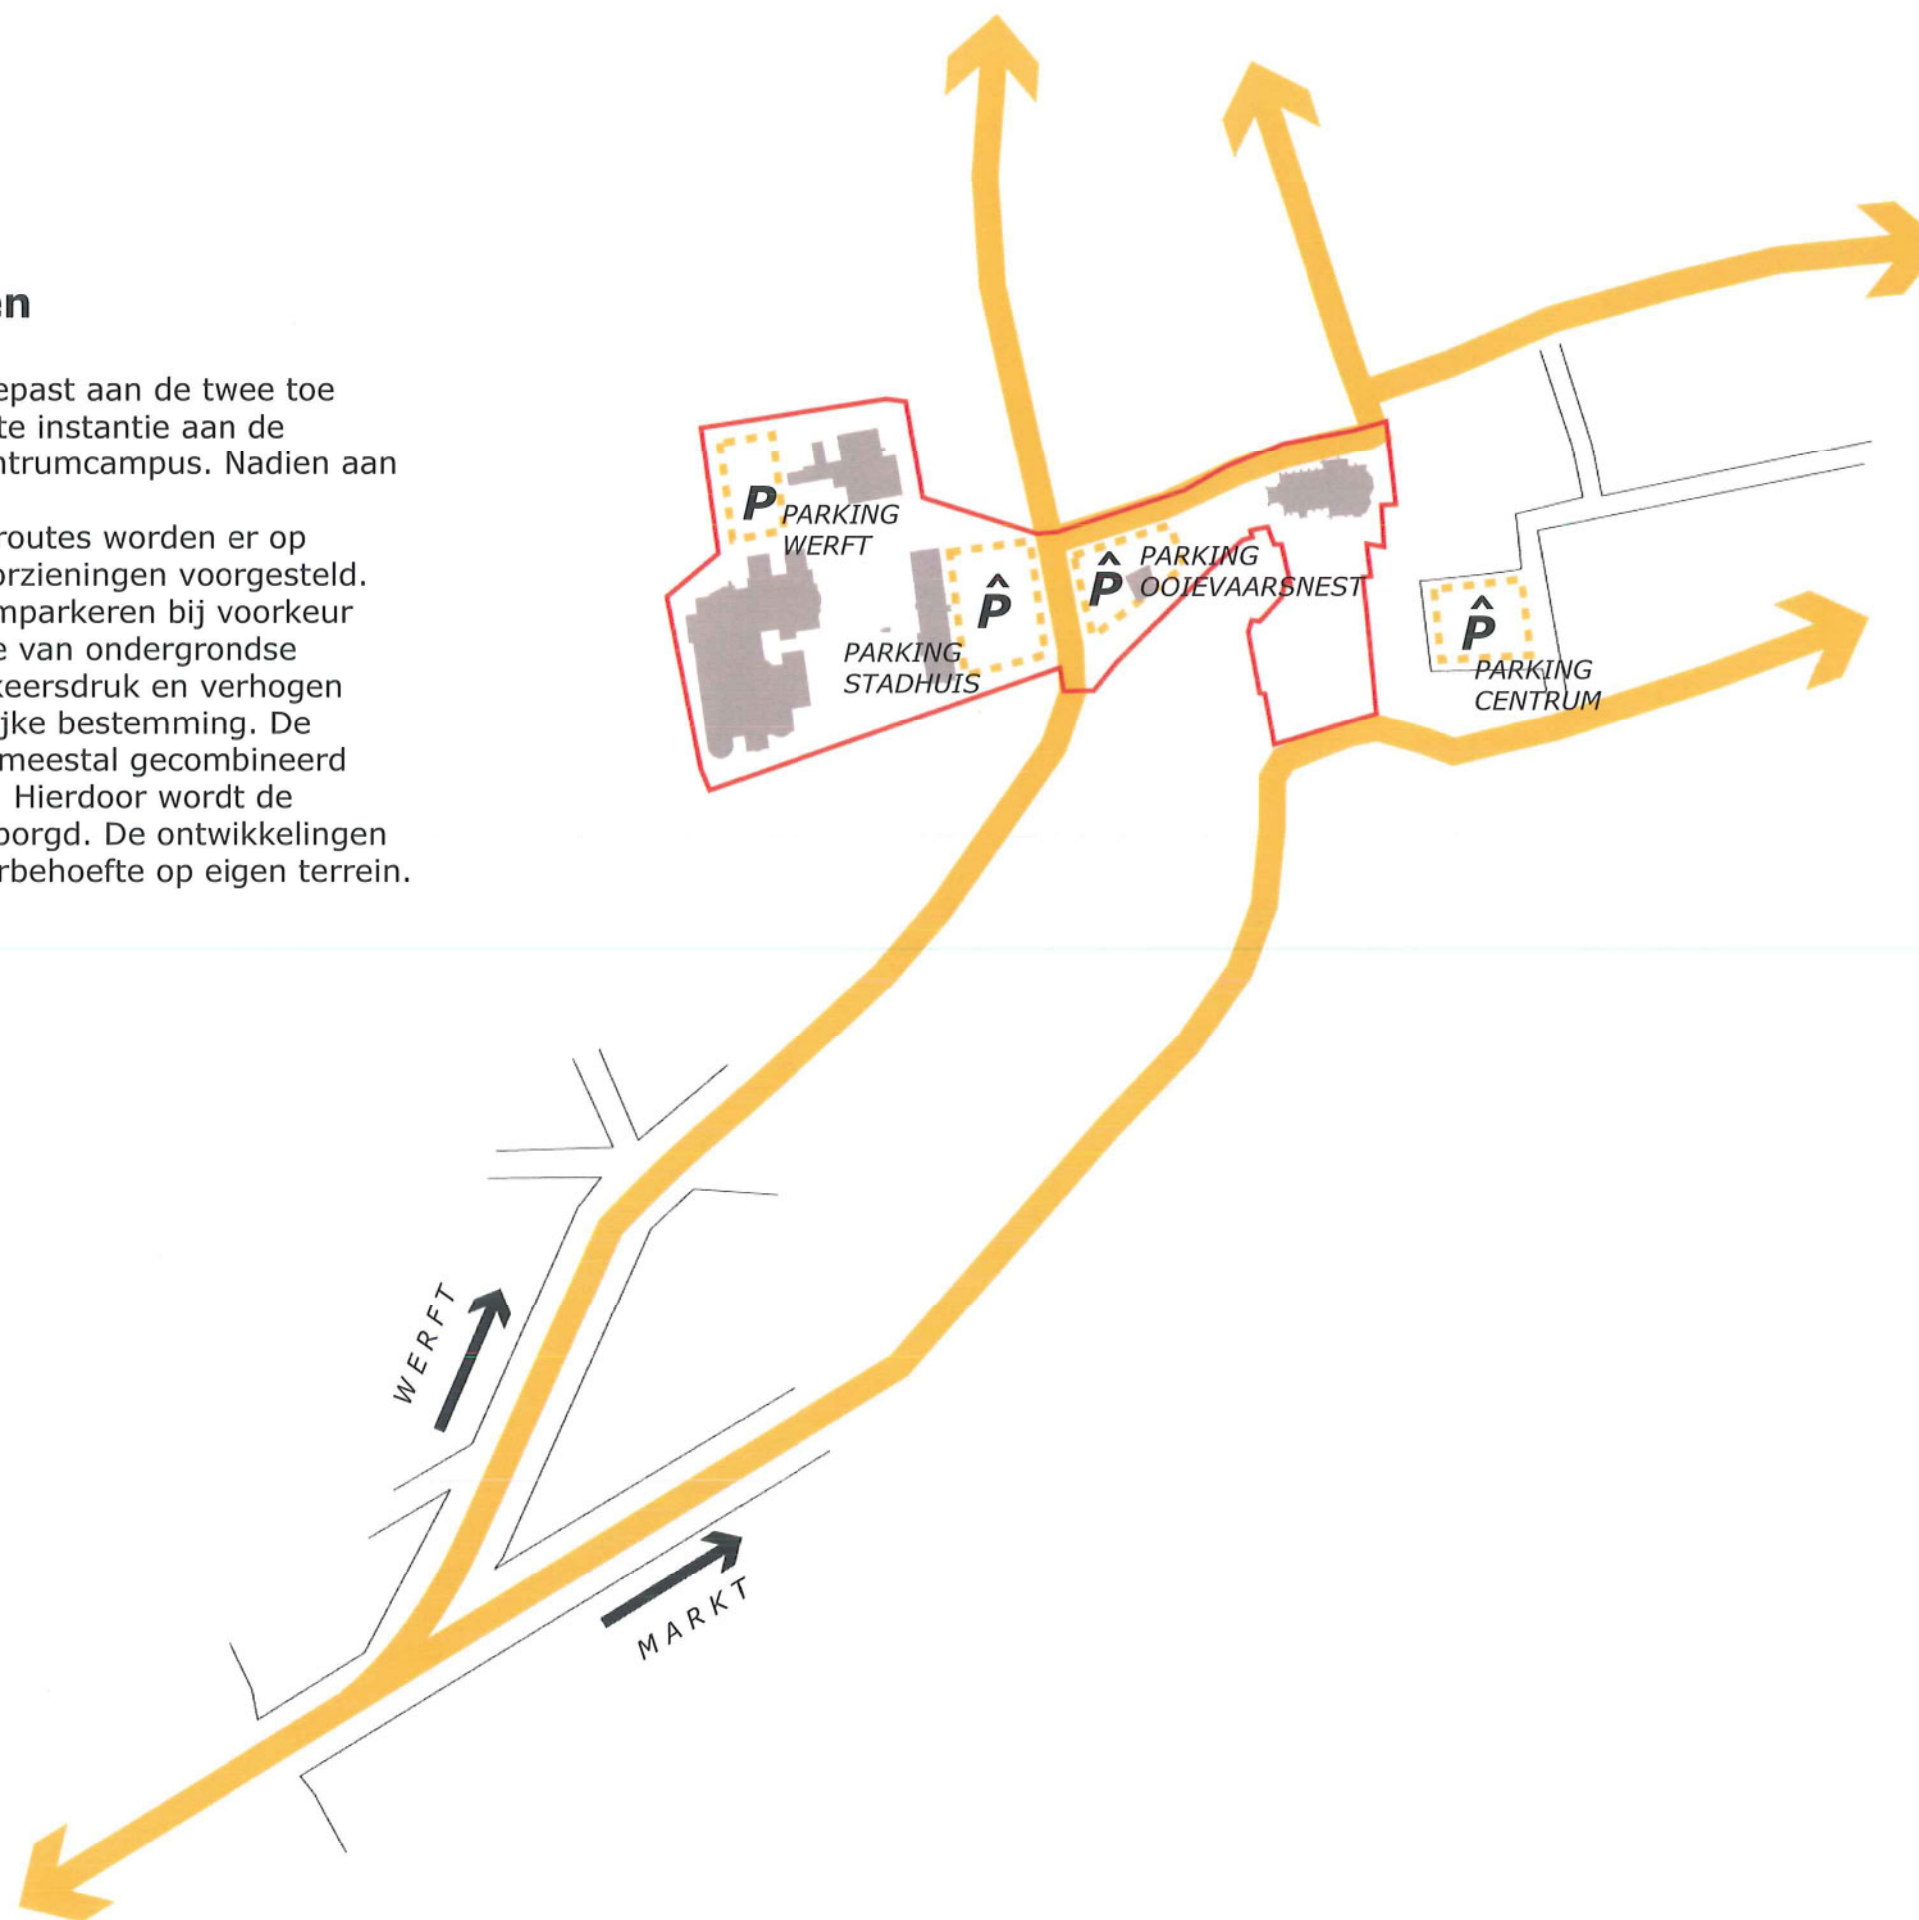 en
epast aan de twee toe
te instantie aan de
ntrumcampus. Nadien aan
routes worden er op
orzieningen voorgesteld.
mparkeren bij voorkeur
e van ondergrondse
keersdruk en verhogen
ijke bestemming. De
meestal gecombineerd
Hierdoor wordt de
borgd. De ontwikkelingen
rbehoefte op eigen terrein.
P PARKING
WERFT
P̂
PARKING
STADHUIS
P̂ PARKING
OOIEVAARSNEST
P̂
PARKING
CENTRUM
WERFT
MARKT